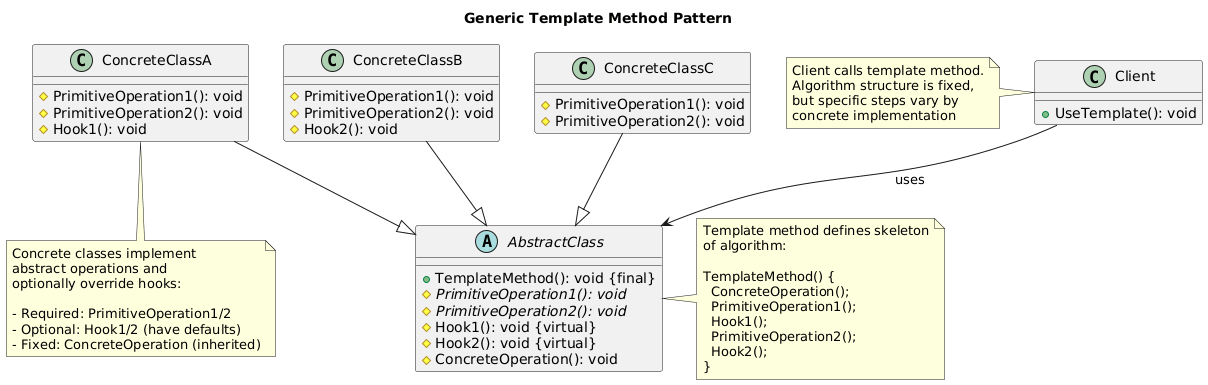 Generic Template Method Pattern
C ConcreteClassA
PrimitiveOperation1(): void
PrimitiveOperation2(): void
Hook1(): void
C ConcreteClassB
PrimitiveOperation1(): void
PrimitiveOperation2(): void
Hook2(): void
C ConcreteClassC
PrimitiveOperation1(): void
PrimitiveOperation2(): void
Client calls template method.
Algorithm structure is fixed,
but specific steps vary by
concrete implementation
C Client
UseTemplate(): void
uses
Concrete classes implement
abstract operations and
optionally override hooks:
- Required: PrimitiveOperation1/2
- Optional: Hook1/2 (have defaults)
- Fixed: ConcreteOperation (inherited)
A AbstractClass
TemplateMethod(): void {final}
PrimitiveOperation1(): void
PrimitiveOperation2(): void
Hook1(): void {virtual}
Hook2(): void {virtual}
ConcreteOperation(): void
Template method defines skeleton
of algorithm:
TemplateMethod() {
ConcreteOperation();
PrimitiveOperation1();
Hook1();
PrimitiveOperation2();
Hook2();
}